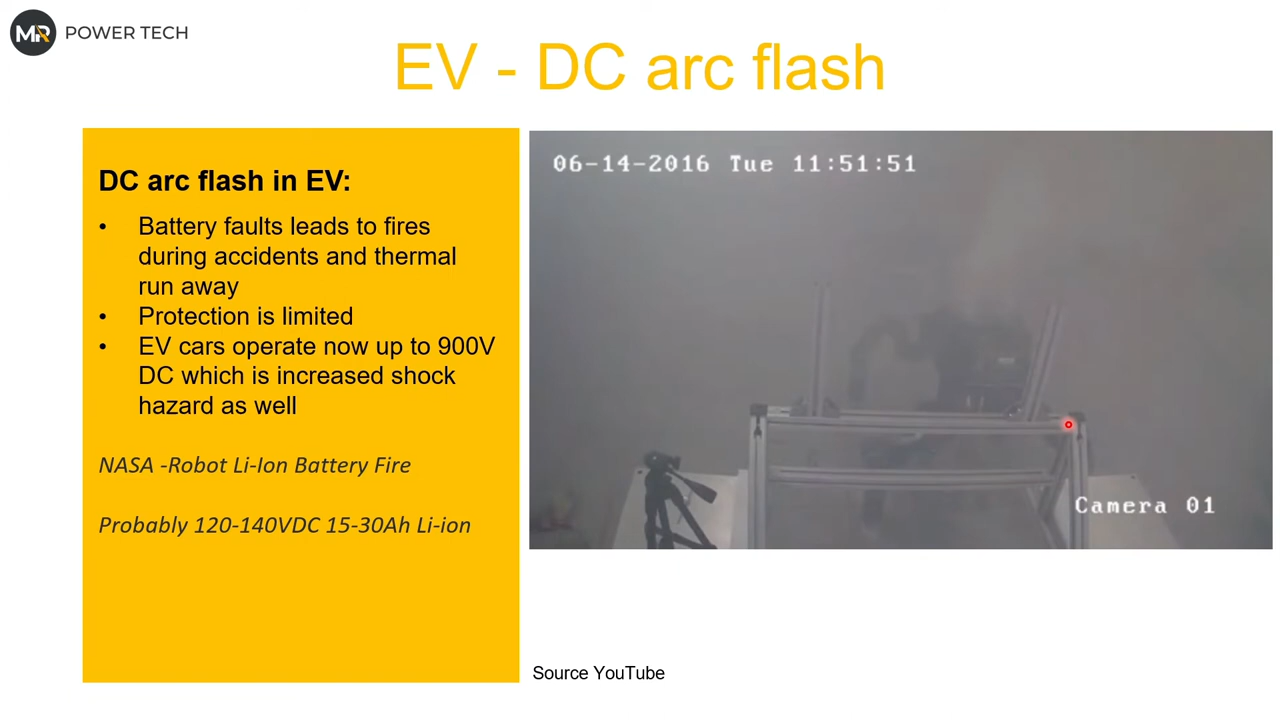 MR POWER TECH
EV - DC arc flash
DC arc flash in EV:
• Battery faults leads to fires
during accidents and thermal
run away
• Protection is limited
• EV cars operate now up to 900V
DC which is increased shock
hazard as well
NASA -Robot Li-Ion Battery Fire
Probably 120-140VDC 15-30Ah Li-ion
06-14-2016 Tue 11:51:51
Camera 01
Source YouTube